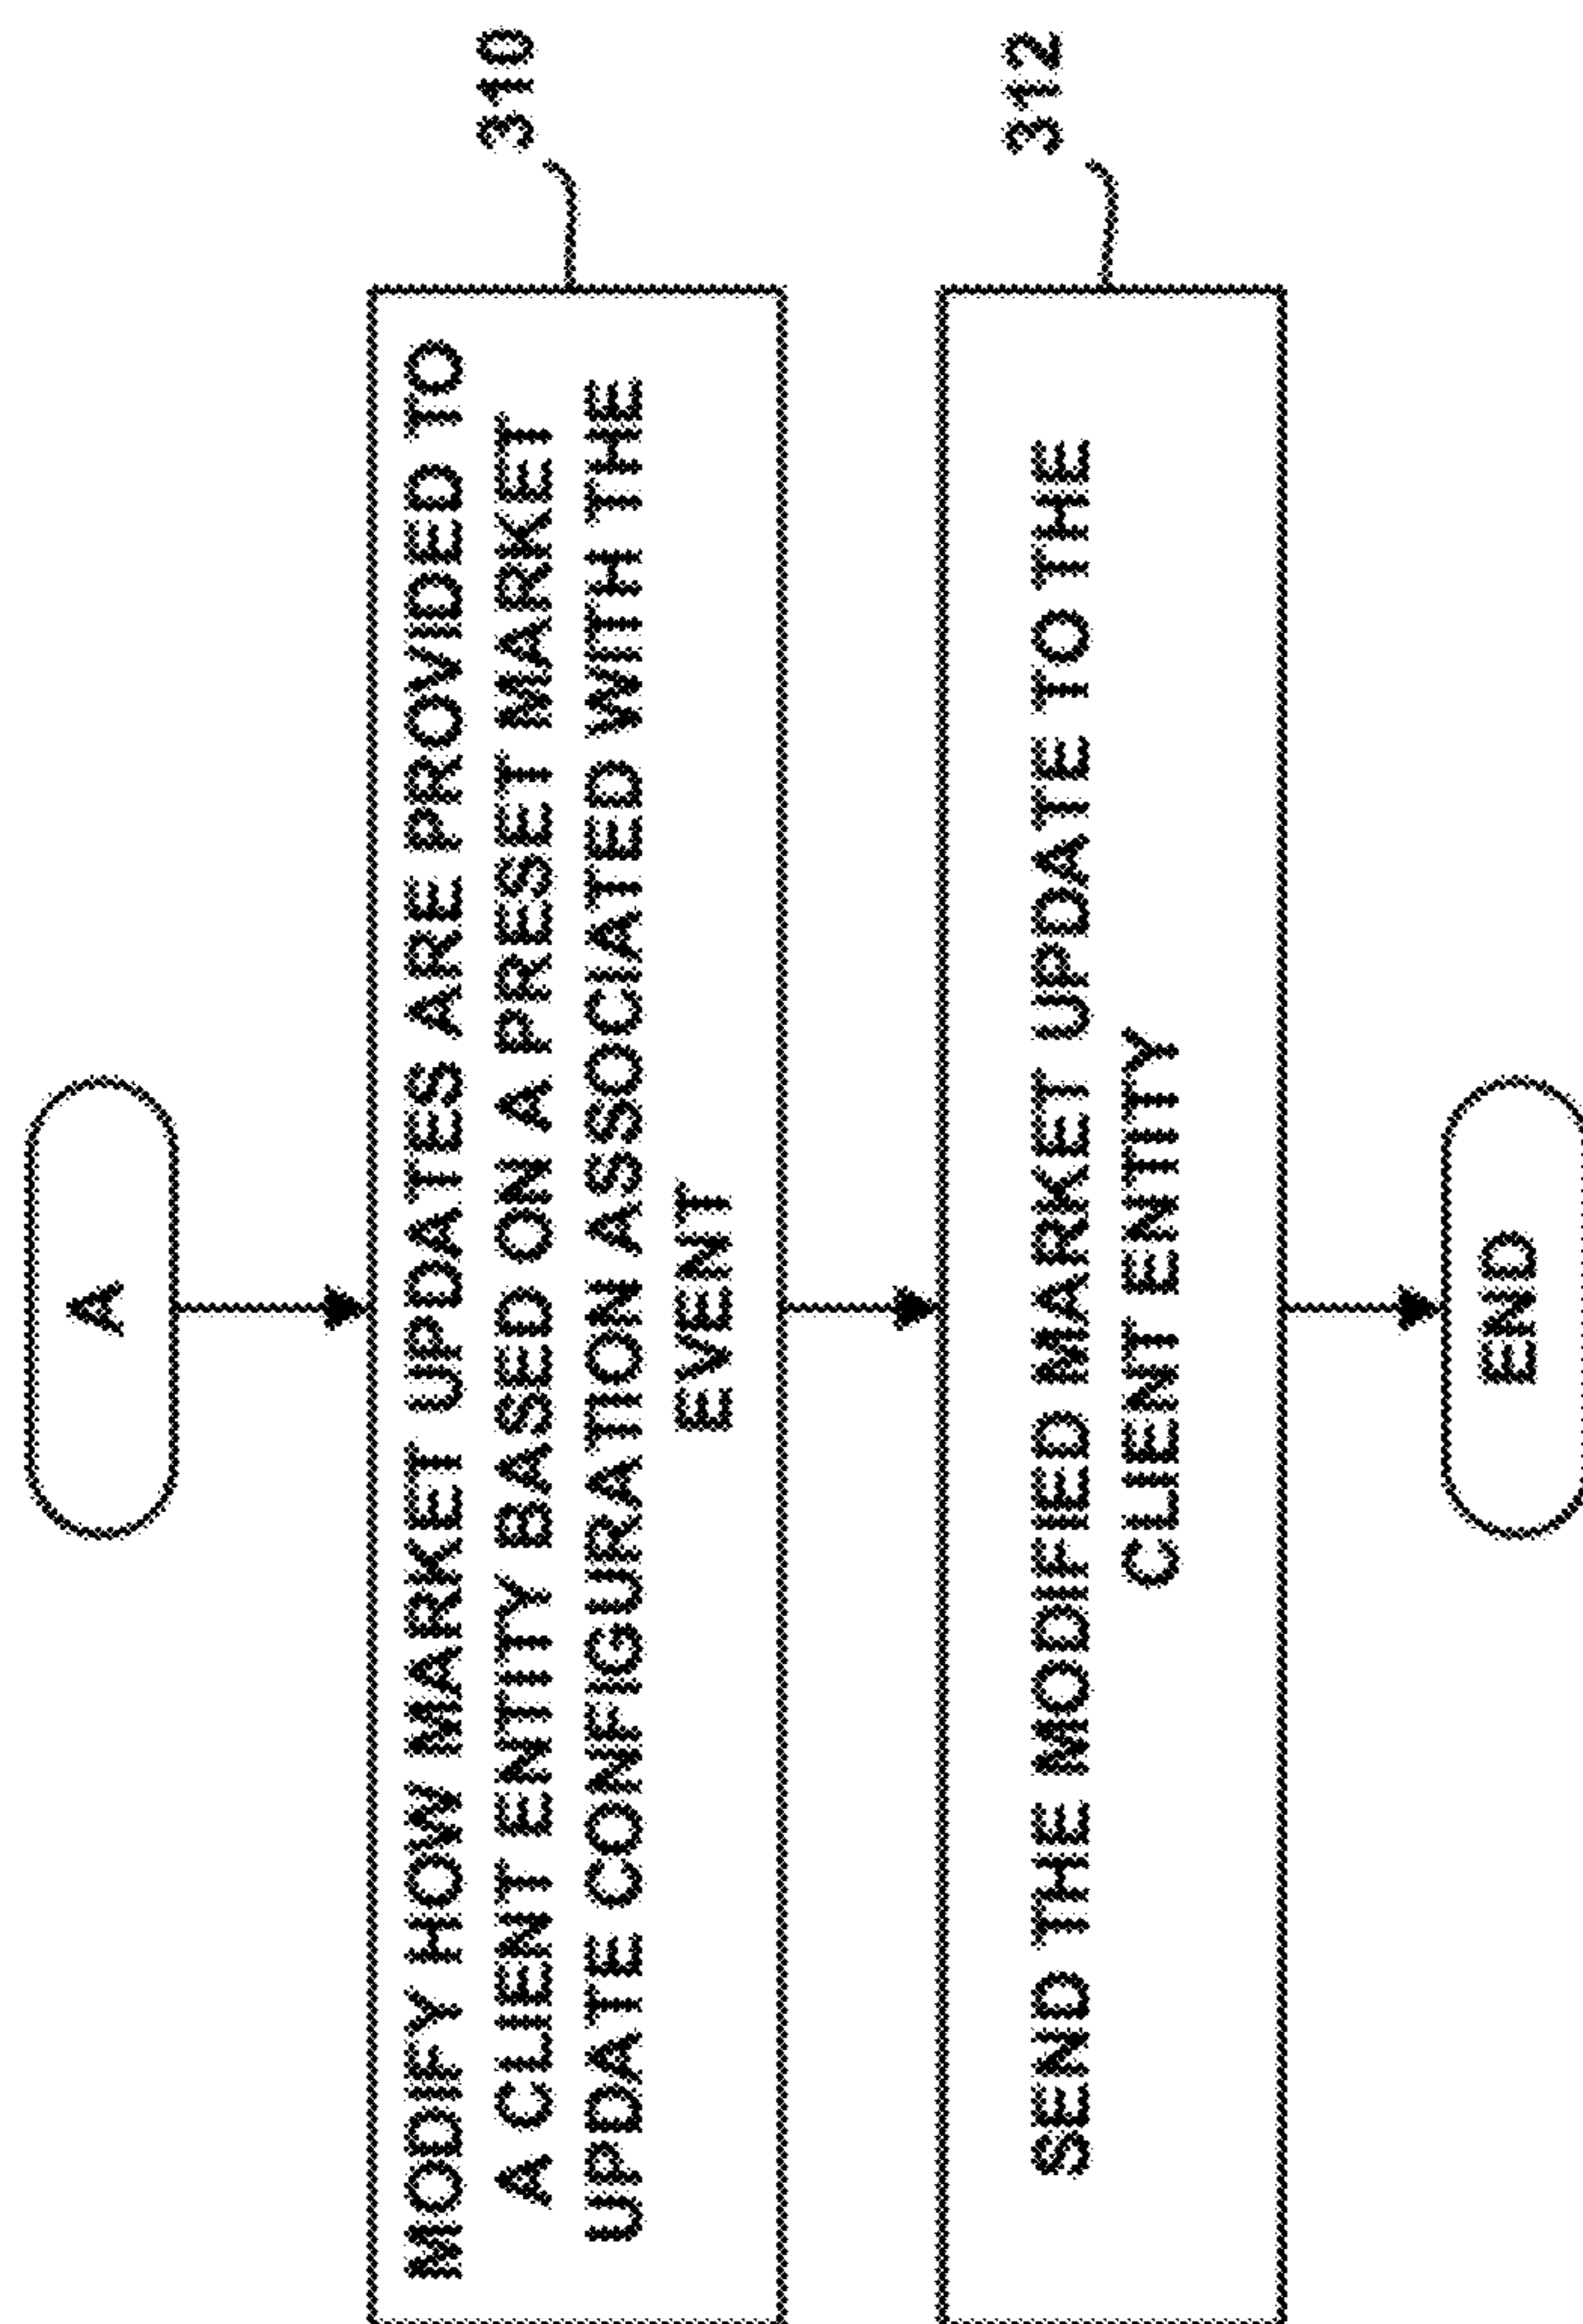 A
MODIFY HOW MARKET UPDATES ARE PROVIDED TO
A CLIENT ENTITY BASED ON A PRESET MARKET
UPDATE CONFIGURATION ASSOCIATED WITH THE
EVENT
310
SEND THE MODIFIED MARKET UPDATE TO THE
CLIENT ENTITY
312
END